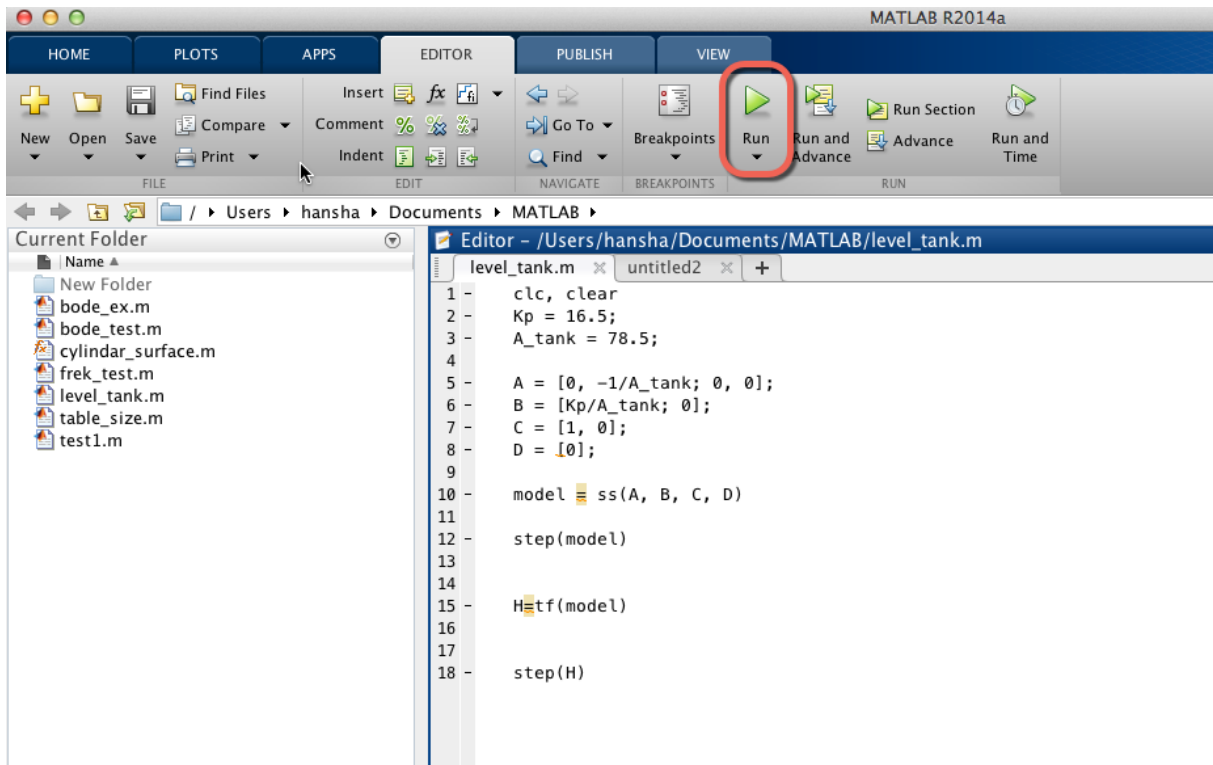 MATLAB R2014a
HOME PLOTS APPS EDITOR PUBLISH VIEW
New Open Save
Find Files
Compare
Print
FILE
Insert fx fi
Comment % % %
Indent
EDIT
Go To
Find
NAVIGATE
Breakpoints
BREAKPOINTS
Run
Run and
Advance
Run Section
Advance
Run and
Time
RUN
/ Users hansha Documents MATLAB
Current Folder
Name
New Folder
bode_ex.m
bode_test.m
cylindar_surface.m
frek_test.m
level_tank.m
table_size.m
test1.m
Editor – /Users/hansha/Documents/MATLAB/level_tank.m
level_tank.m untitled2 +
1 - clc, clear
2 - Kp = 16.5;
3 - A_tank = 78.5;
4
5 - A = [0, -1/A_tank; 0, 0];
6 - B = [Kp/A_tank; 0];
7 - C = [1, 0];
8 - D = [0];
9
10 - model = ss(A, B, C, D)
11
12 - step(model)
13
14
15 - H=tf(model)
16
17
18 - step(H)